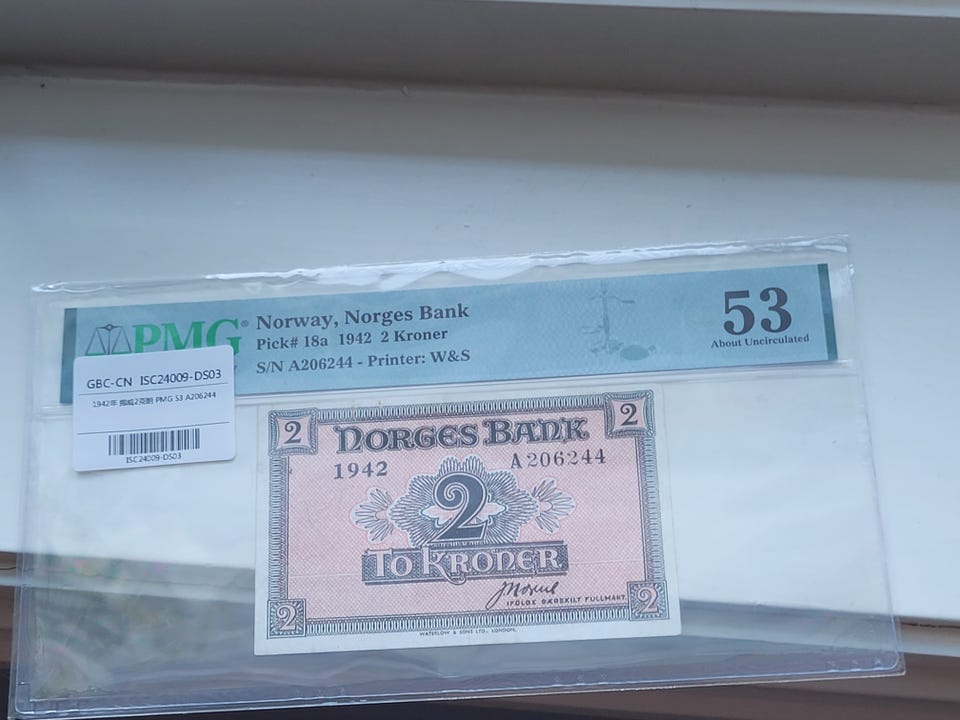 PMG®
Norway, Norges Bank
Pick# 18a 1942 2 Kroner
S/N A206244 - Printer: W&S
53
About Uncirculated
GBC-CN ISC24009-DS03
1942年 挪威2克朗 PMG 53 A206244
ISC24009-DS03
2 2
NORGES BANK
1942 A206244
2
TO KRONER
IFØLGE SÆRSKILT FULLMAKT.
2 2
WATERLOW & SONS LTD., LONDON.